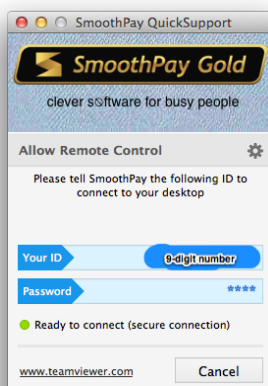 SmoothPay QuickSupport
SmoothPay Gold
clever software for busy people
Allow Remote Control
Please tell SmoothPay the following ID to
connect to your desktop
Your ID
9-digit number
Password
****
Ready to connect (secure connection)
www.teamviewer.com
Cancel